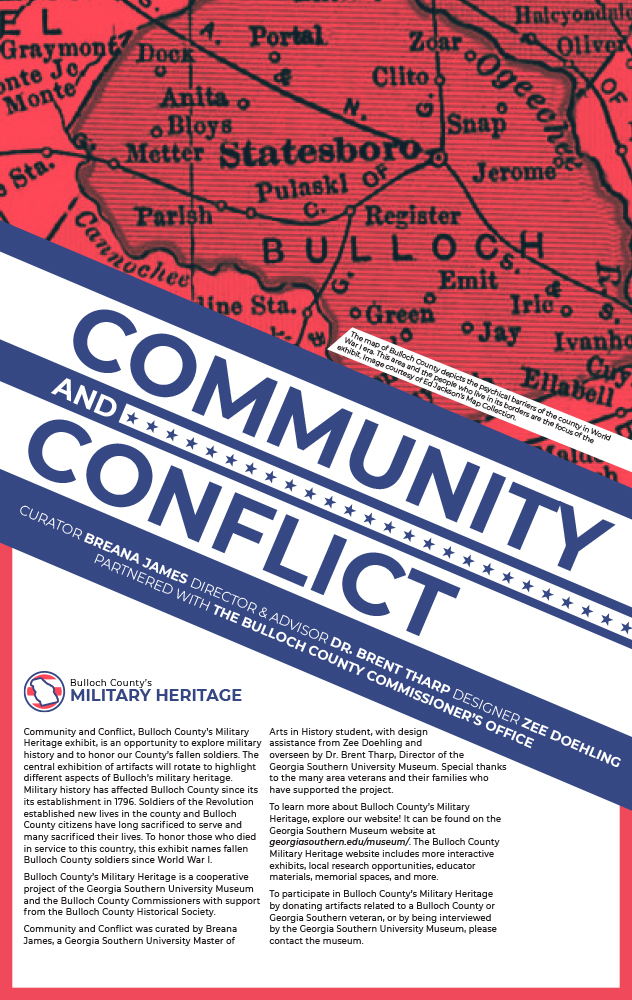 EL
Halcyondale
Graymont
A.
Portal
Zoar
Oliver
Dock
&
Ogeechee
OF
Monte Jc.
Clito
Monte
Anita
N.
G.
Bloys
Snap
S.
Metter
Statesboro
e Sta.
Pulaski
OF
Jerome
Parish
C.
Register
Cannochee
BULLOCH
G.
Cs.
Emit
R
line Sta.
Green
Iric
&
S.
Jay
Ivanho
Cuy
Ellabell
The map of Bulloch County depicts the psychical barriers of the county in World
War I era. This area and the people who live in its borders are the focus of the
exhibit. Image courtesy of Ed Jackson's Map Collection.
COMMUNITY
AND
CONFLICT
CURATOR BREANA JAMES DIRECTOR & ADVISOR DR. BRENT THARP DESIGNER ZEE DOEHLING
PARTNERED WITH THE BULLOCH COUNTY COMMISSIONER'S OFFICE
Bulloch County's
MILITARY HERITAGE
Community and Conflict, Bulloch County's Military
Heritage exhibit, is an opportunity to explore military
history and to honor our County's fallen soldiers. The
central exhibition of artifacts will rotate to highlight
different aspects of Bulloch's military heritage.
Military history has affected Bulloch County since its
its establishment in 1796. Soldiers of the Revolution
established new lives in the county and Bulloch
County citizens have long sacrificed to serve and
many sacrificed their lives. To honor those who died
in service to this country, this exhibit names fallen
Bulloch County soldiers since World War I.
Bulloch County's Military Heritage is a cooperative
project of the Georgia Southern University Museum
and the Bulloch County Commissioners with support
from the Bulloch County Historical Society.
Community and Conflict was curated by Breana
James, a Georgia Southern University Master of
Arts in History student, with design
assistance from Zee Doehling and
overseen by Dr. Brent Tharp, Director of the
Georgia Southern University Museum. Special thanks
to the many area veterans and their families who
have supported the project.
To learn more about Bulloch County's Military
Heritage, explore our website! It can be found on the
Georgia Southern Museum website at
georgiasouthern.edu/museum/. The Bulloch County
Military Heritage website includes more interactive
exhibits, local research opportunities, educator
materials, memorial spaces, and more.
To participate in Bulloch County's Military Heritage
by donating artifacts related to a Bulloch County or
Georgia Southern veteran, or by being interviewed
by the Georgia Southern University Museum, please
contact the museum.